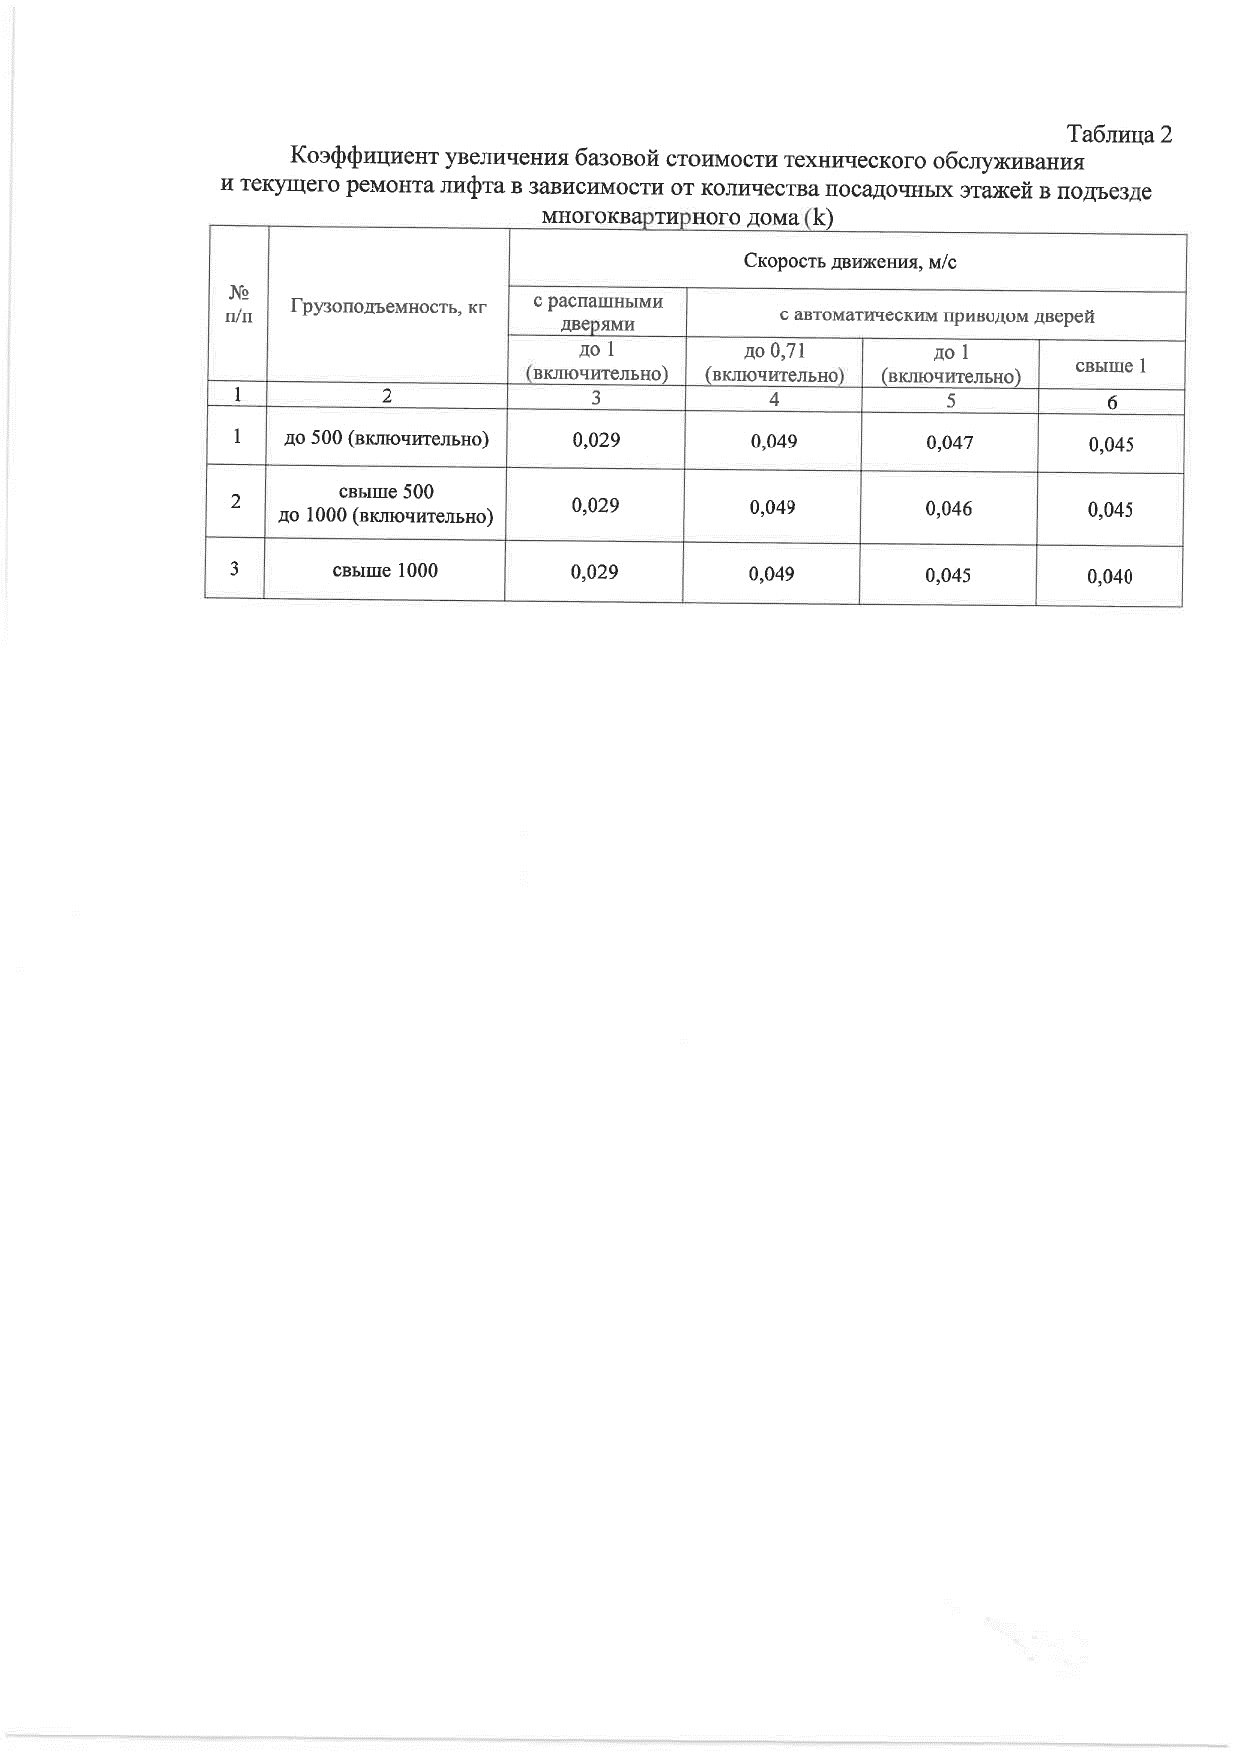 Таблица 2
Коэффициент увеличения базовой стоимости технического обслуживания
и текущего ремонта лифта в зависимости от количества посадочных этажей в подъезде
многоквартирного дома (k)
№
п/п
Грузоподъемность, кг
Скорость движения, м/с
с распашными
дверями
с автоматическим приводом дверей
до 1
(включительно)
до 0,71
(включительно)
до 1
(включительно)
свыше 1
1 2 3 4 5 6
1 до 500 (включительно) 0,029 0,049 0,047 0,045
2 свыше 500
до 1000 (включительно) 0,029 0,049 0,046 0,045
3 свыше 1000 0,029 0,049 0,045 0,040